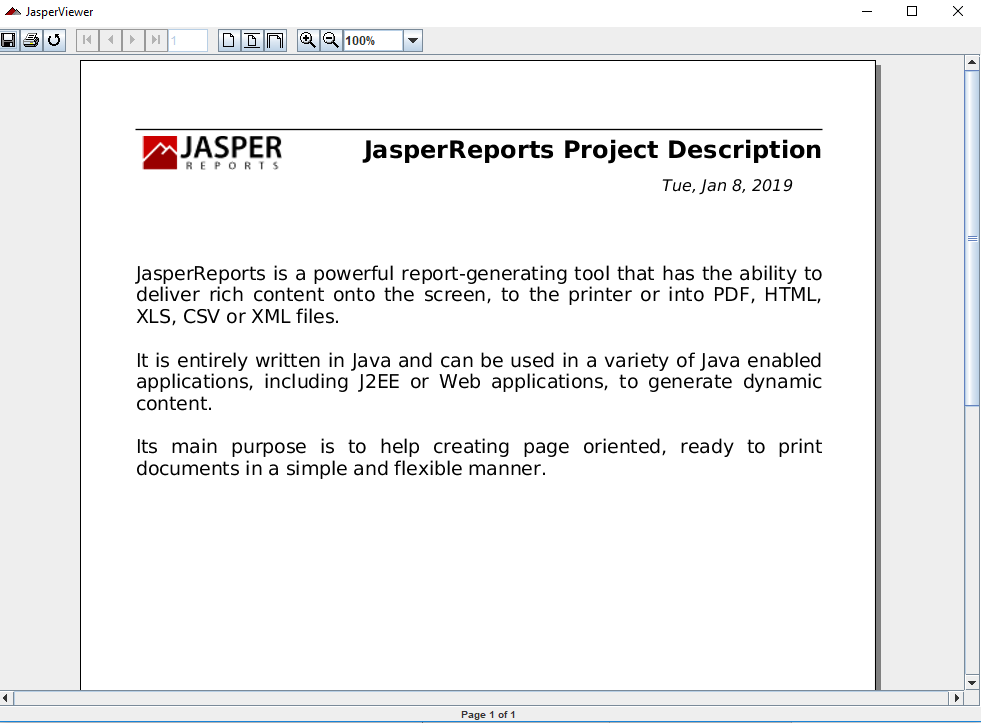 JasperViewer
1
100%
JASPER
REPORTS
JasperReports Project Description
Tue, Jan 8, 2019
JasperReports is a powerful report-generating tool that has the ability to
deliver rich content onto the screen, to the printer or into PDF, HTML,
XLS, CSV or XML files.
It is entirely written in Java and can be used in a variety of Java enabled
applications, including J2EE or Web applications, to generate dynamic
content.
Its main purpose is to help creating page oriented, ready to print
documents in a simple and flexible manner.
Page 1 of 1